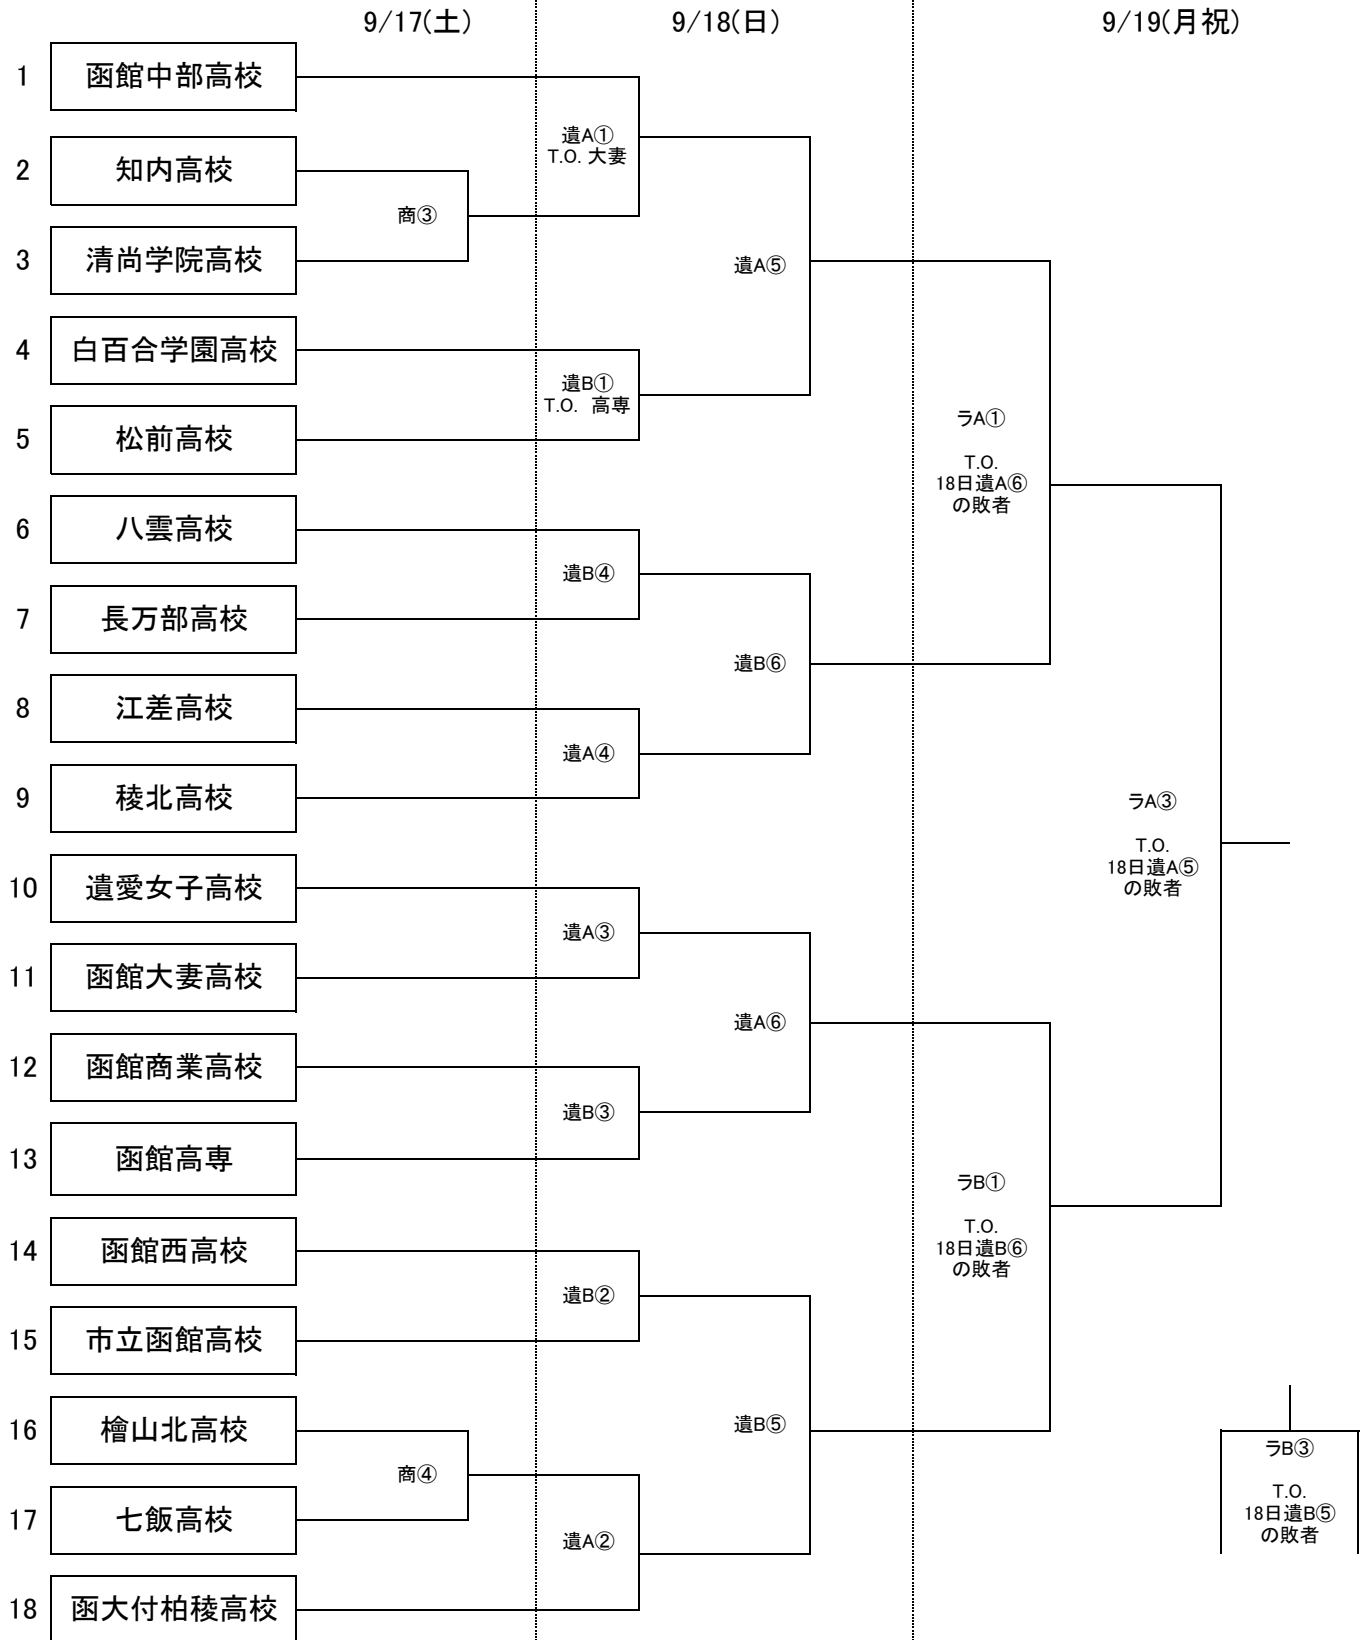 9/17(土) 9/18(日) 9/19(月祝)
1 函館中部高校
遺A①
T.O. 大妻
2 知内高校
商③
3 清尚学院高校
遺A⑤
4 白百合学園高校
遺B①
T.O. 高専
5 松前高校
ラA①
T.O.
18日遺A⑥
の敗者
6 八雲高校
遺B④
7 長万部高校
遺B⑥
8 江差高校
遺A④
9 稜北高校
ラA③
T.O.
18日遺A⑤
の敗者
10 遺愛女子高校
遺A③
11 函館大妻高校
遺A⑥
12 函館商業高校
遺B③
13 函館高専
ラB①
T.O.
18日遺B⑥
の敗者
14 函館西高校
遺B②
15 市立函館高校
16 檜山北高校
遺B⑤
商④
ラB③
T.O.
18日遺B⑤
の敗者
17 七飯高校
遺A②
18 函大付柏稜高校